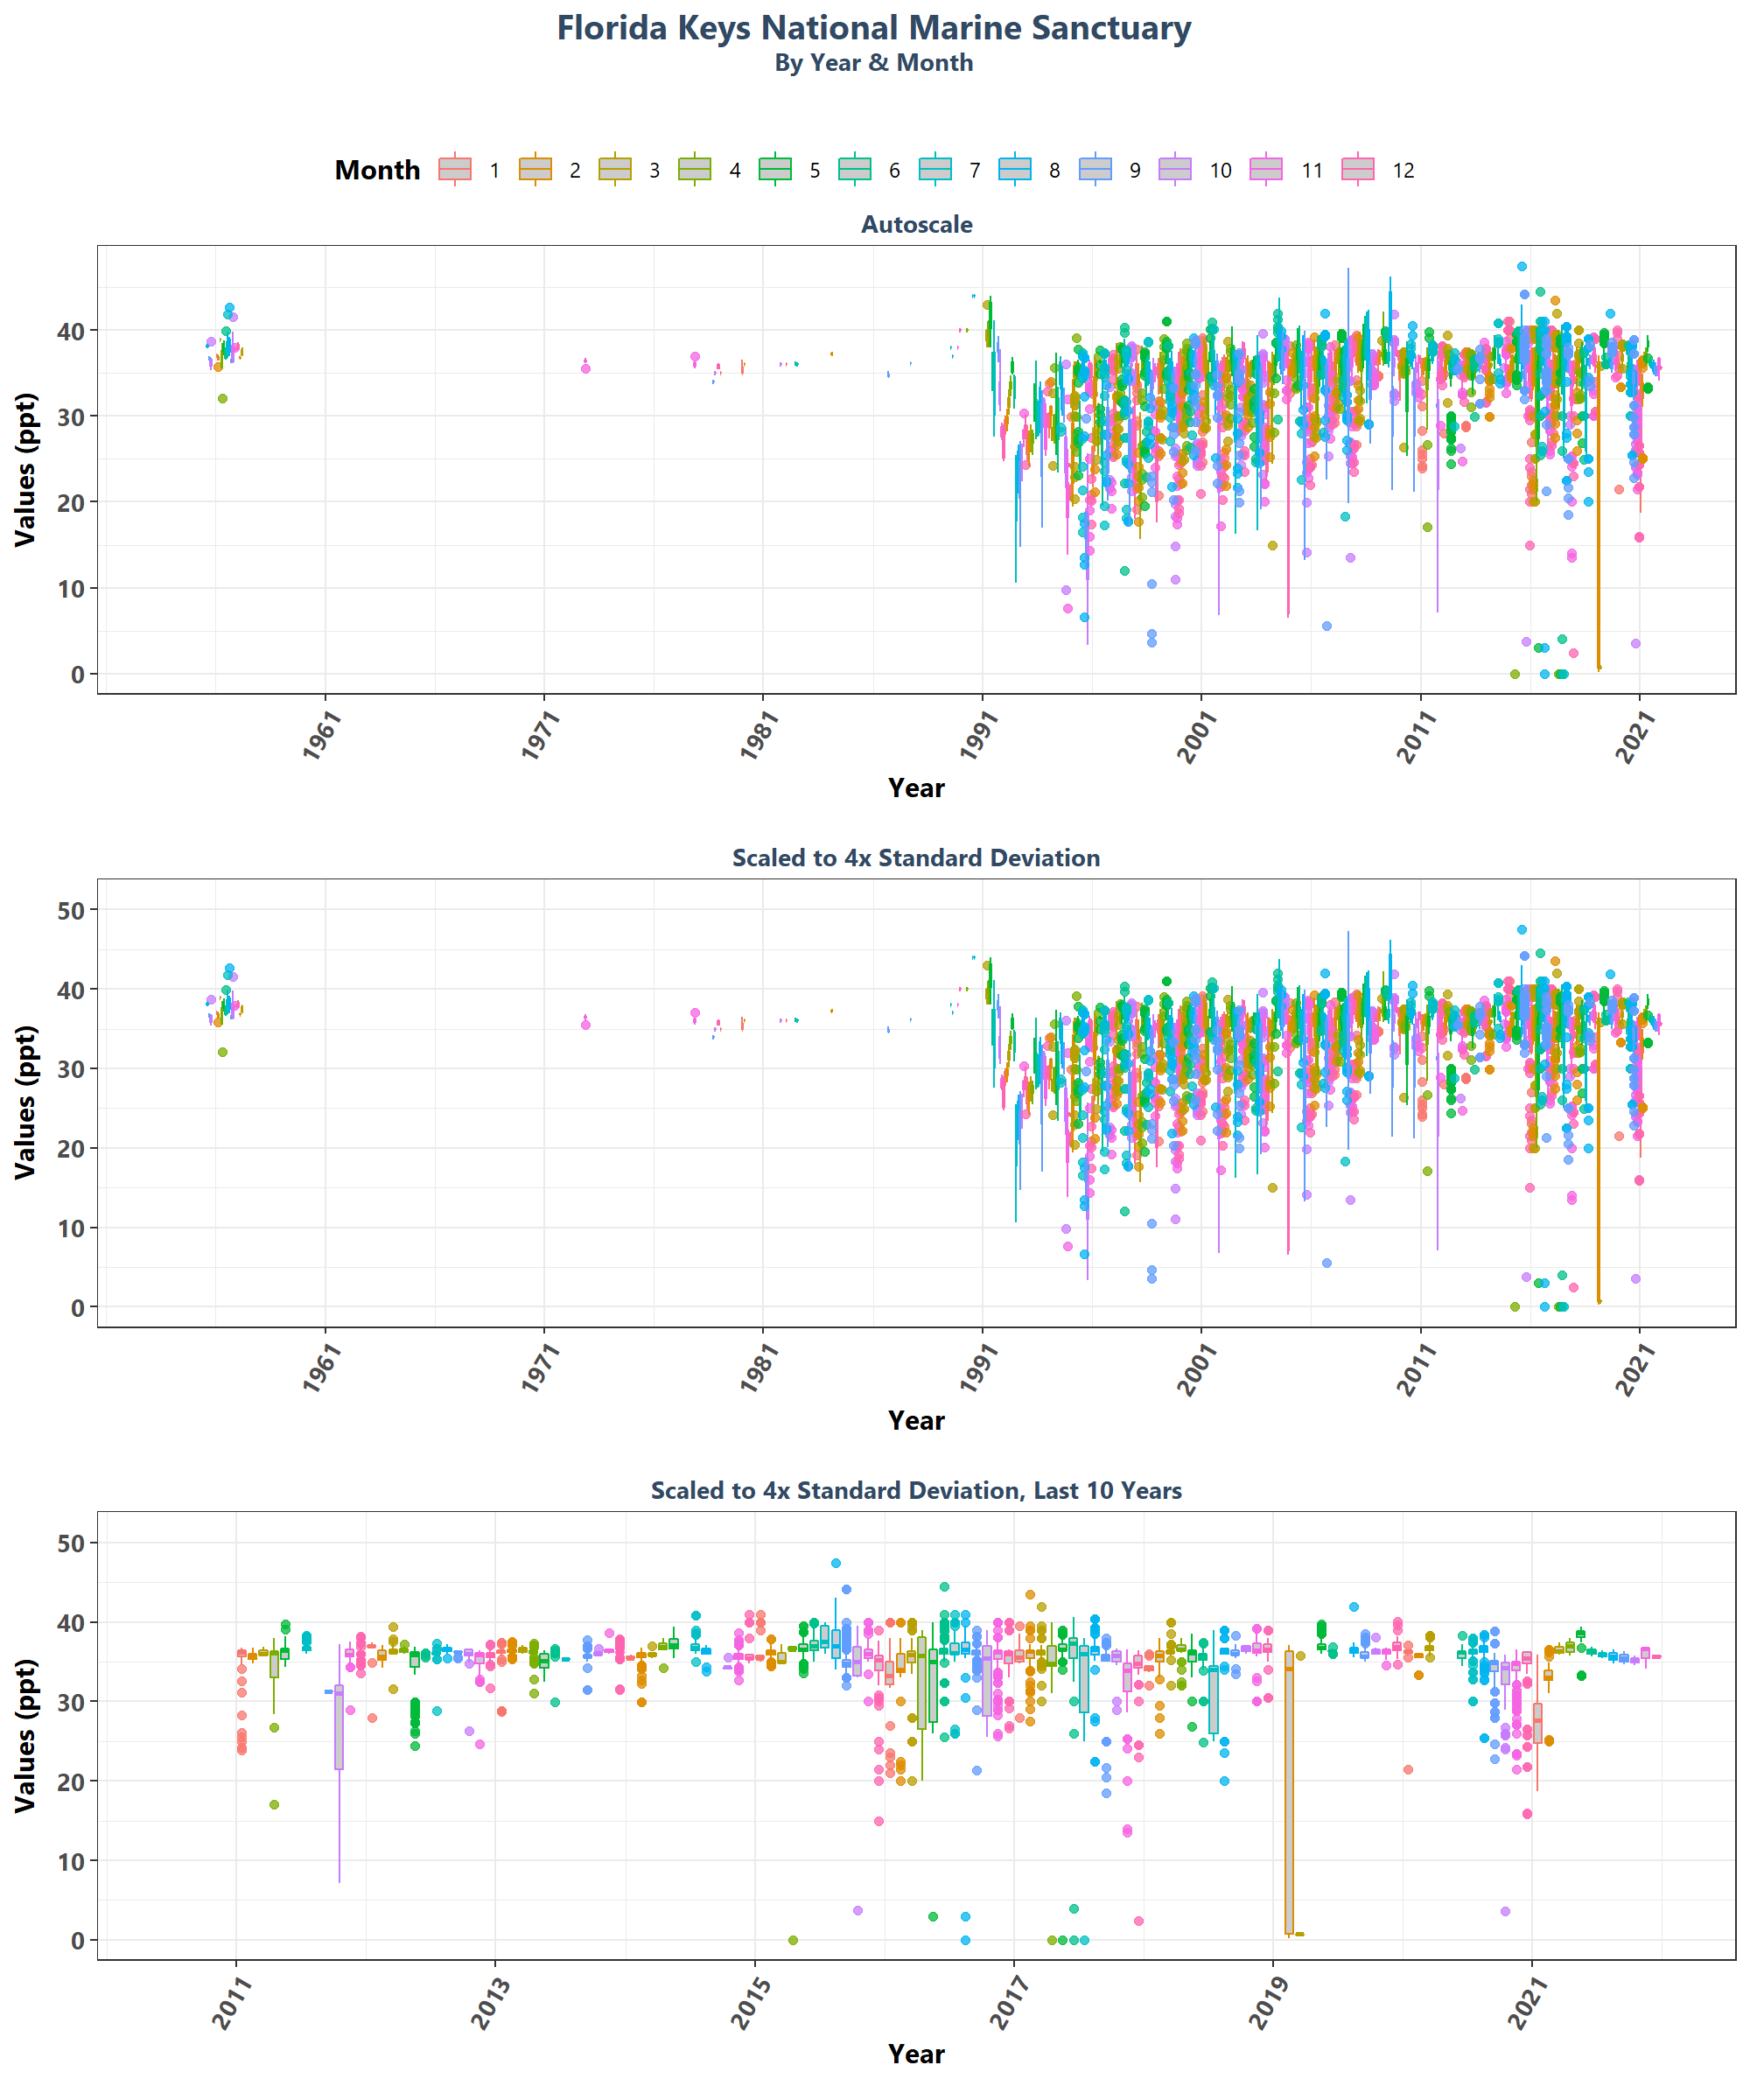 Florida Keys National Marine Sanctuary
By Year & Month
Month 1 2 3 4 5 6 7 8 9 10 11 12
Autoscale
Values (ppt)
40
30
20
10
0
1961 1971 1981 1991 2001 2011 2021
Year
Scaled to 4x Standard Deviation
Values (ppt)
50
40
30
20
10
0
1961 1971 1981 1991 2001 2011 2021
Year
Scaled to 4x Standard Deviation, Last 10 Years
Values (ppt)
50
40
30
20
10
0
2011 2013 2015 2017 2019 2021
Year